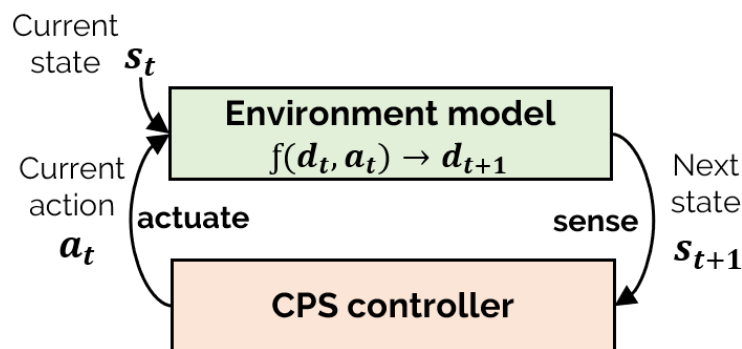 Current
state s_t
Environment model
f(d_t, a_t) → d_{t+1}
Current
action
a_t
actuate
sense
Next
state
s_{t+1}
CPS controller